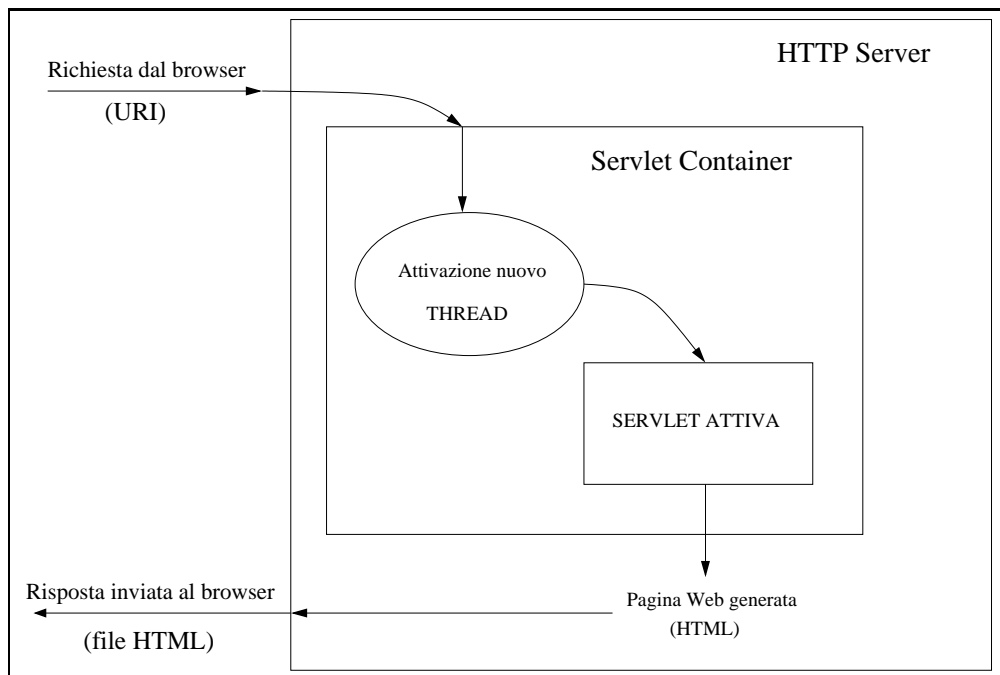 HTTP Server
Richiesta dal browser
(URI)
Servlet Container
Attivazione nuovo
THREAD
SERVLET ATTIVA
Risposta inviata al browser
(file HTML)
Pagina Web generata
(HTML)